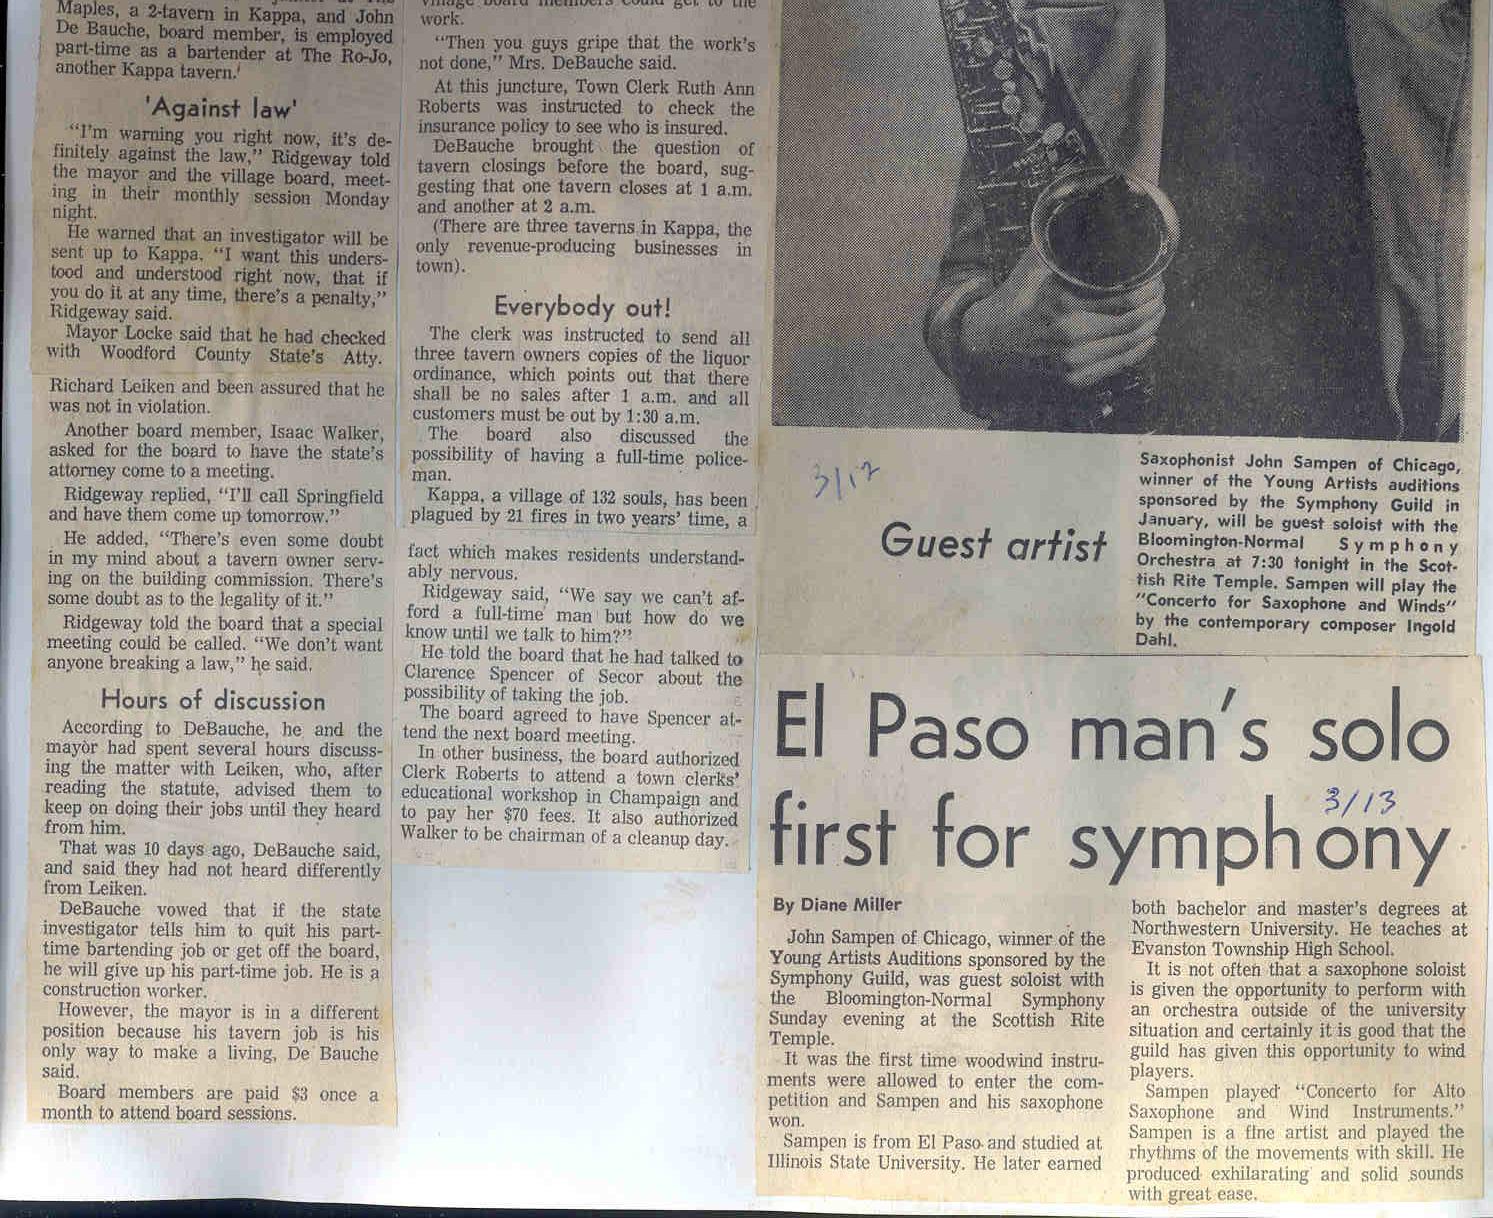 Maples, a 2-tavern in Kappa, and John
De Bauche, board member, is employed
part-time as a bartender at The Ro-Jo,
another Kappa tavern.
'Against law'
"I'm warning you right now, it's de-
finitely against the law," Ridgeway told
the mayor and the village board, meet-
ing in their monthly session Monday
night.
He warned that an investigator will be
sent up to Kappa. "I want this unders-
tood and understood right now, that if
you do it at any time, there's a penalty,"
Ridgeway said.
Mayor Locke said that he had checked
with Woodford County State's Atty.
Richard Leiken and been assured that he
was not in violation.
Another board member, Isaac Walker,
asked for the board to have the state's
attorney come to a meeting.
Ridgeway replied, "I'll call Springfield
and have them come up tomorrow."
He added, "There's even some doubt
in my mind about a tavern owner serv-
ing on the building commission. There's
some doubt as to the legality of it."
Ridgeway told the board that a special
meeting could be called. "We don't want
anyone breaking a law," he said.
Hours of discussion
According to DeBauche, he and the
mayor had spent several hours discuss-
ing the matter with Leiken, who, after
reading the statute, advised them to
keep on doing their jobs until they heard
from him.
That was 10 days ago, DeBauche said,
and said they had not heard differently
from Leiken.
DeBauche vowed that if the state
investigator tells him to quit his part-
time bartending job or get off the board,
he will give up his part-time job. He is a
construction worker.
However, the mayor is in a different
position because his tavern job is his
only way to make a living, De Bauche
said.
Board members are paid $3 once a
month to attend board sessions.
village board members could get to the
work.
"Then you guys gripe that the work's
not done," Mrs. DeBauche said.
At this juncture, Town Clerk Ruth Ann
Roberts was instructed to check the
insurance policy to see who is insured.
DeBauche brought the question of
tavern closings before the board, sug-
gesting that one tavern closes at 1 a.m.
and another at 2 a.m.
(There are three taverns in Kappa, the
only revenue-producing businesses in
town).
Everybody out!
The clerk was instructed to send all
three tavern owners copies of the liquor
ordinance, which points out that there
shall be no sales after 1 a.m. and all
customers must be out by 1:30 a.m.
The board also discussed the
possibility of having a full-time police-
man.
Kappa, a village of 132 souls, has been
plagued by 21 fires in two years' time, a
fact which makes residents understand-
ably nervous.
Ridgeway said, "We say we can't af-
ford a full-time man but how do we
know until we talk to him?"
He told the board that he had talked to
Clarence Spencer of Secor about the
possibility of taking the job.
The board agreed to have Spencer at-
tend the next board meeting.
In other business, the board authorized
Clerk Roberts to attend a town clerks'
educational workshop in Champaign and
to pay her $70 fees. It also authorized
Walker to be chairman of a cleanup day.
3/12
Guest artist
Saxophonist John Sampen of Chicago,
winner of the Young Artists auditions
sponsored by the Symphony Guild in
January, will be guest soloist with the
Bloomington-Normal Symphony
Orchestra at 7:30 tonight in the Scot-
tish Rite Temple. Sampen will play the
"Concerto for Saxophone and Winds"
by the contemporary composer Ingold
Dahl.
El Paso man's solo
first for symphony
3/13
By Diane Miller
John Sampen of Chicago, winner of the
Young Artists Auditions sponsored by the
Symphony Guild, was guest soloist with
the Bloomington-Normal Symphony
Sunday evening at the Scottish Rite
Temple.
It was the first time woodwind instru-
ments were allowed to enter the com-
petition and Sampen and his saxophone
won.
Sampen is from El Paso and studied at
Illinois State University. He later earned
both bachelor and master's degrees at
Northwestern University. He teaches at
Evanston Township High School.
It is not often that a saxophone soloist
is given the opportunity to perform with
an orchestra outside of the university
situation and certainly it is good that the
guild has given this opportunity to wind
players.
Sampen played "Concerto for Alto
Saxophone and Wind Instruments."
Sampen is a fine artist and played the
rhythms of the movements with skill. He
produced exhilarating and solid sounds
with great ease.